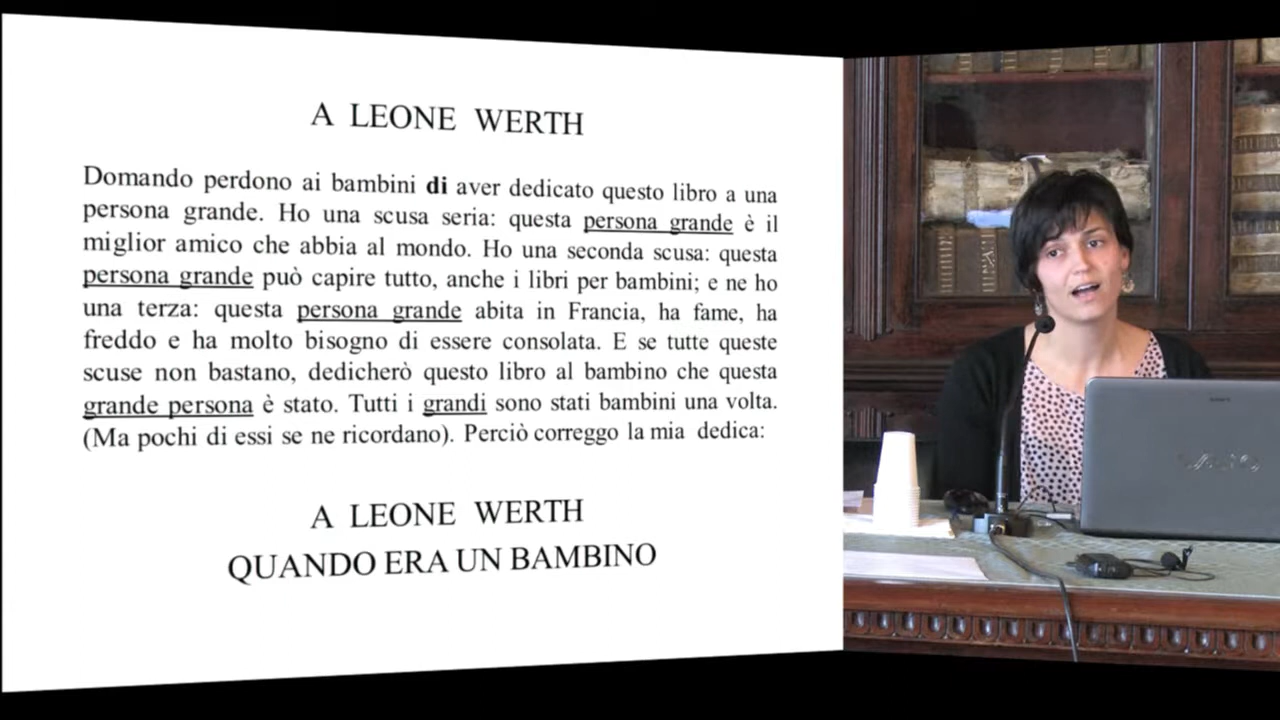 A LEONE WERTH
Domando perdono ai bambini di aver dedicato questo libro a una
persona grande. Ho una scusa seria: questa persona grande è il
miglior amico che abbia al mondo. Ho una seconda scusa: questa
persona grande può capire tutto, anche i libri per bambini; e ne ho
una terza: questa persona grande abita in Francia, ha fame, ha
freddo e ha molto bisogno di essere consolata. E se tutte queste
scuse non bastano, dedicherò questo libro al bambino che questa
grande persona è stato. Tutti i grandi sono stati bambini una volta.
(Ma pochi di essi se ne ricordano). Perciò correggo la mia dedica:
A LEONE WERTH
QUANDO ERA UN BAMBINO
VAIO